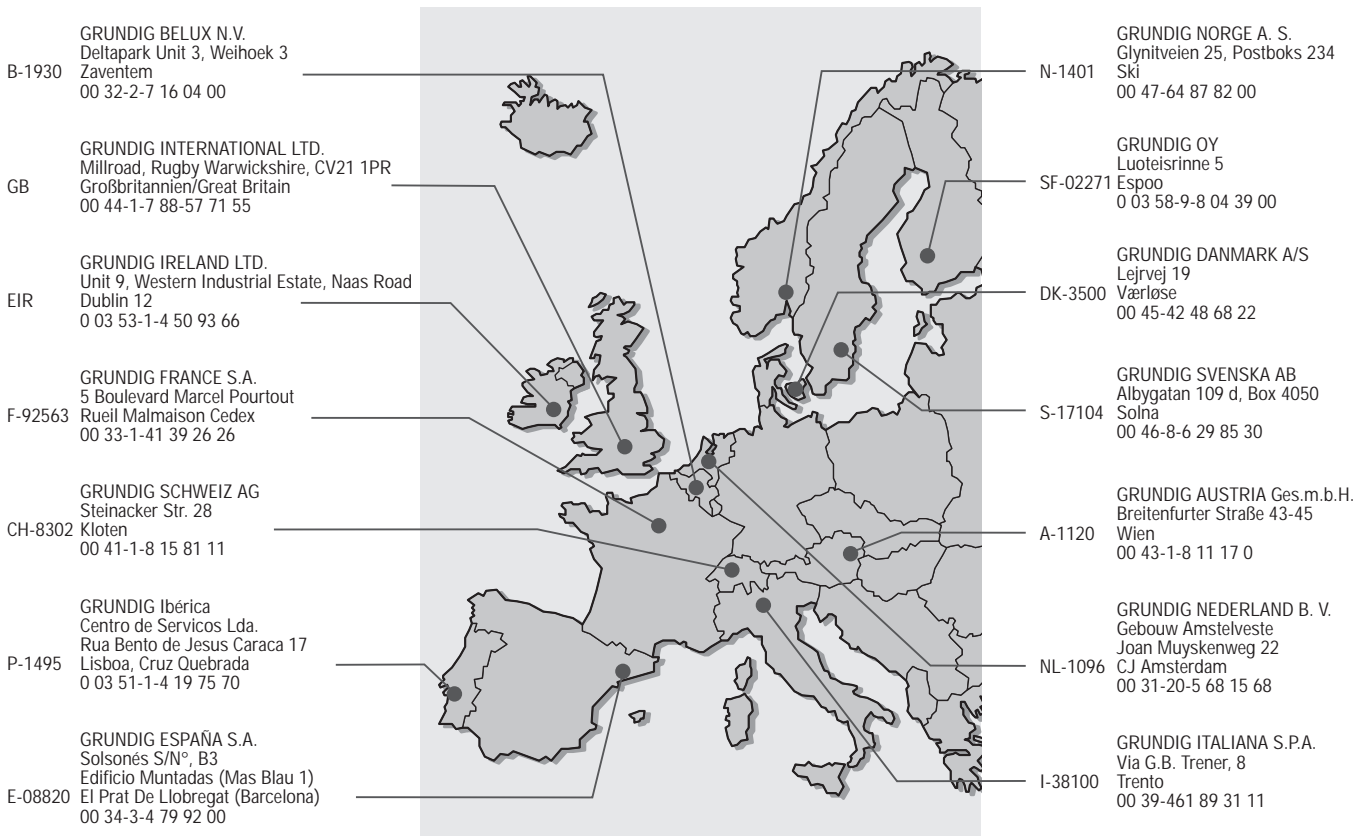 GRUNDIG BELUX N.V.
Deltapark Unit 3, Weihoek 3
B-1930 Zaventem
00 32-2-7 16 04 00
GRUNDIG INTERNATIONAL LTD.
Millroad, Rugby Warwickshire, CV21 1PR
GB Großbritannien/Great Britain
00 44-1-7 88-57 71 55
GRUNDIG IRELAND LTD.
Unit 9, Western Industrial Estate, Naas Road
EIR Dublin 12
0 03 53-1-4 50 93 66
GRUNDIG FRANCE S.A.
5 Boulevard Marcel Pourtout
F-92563 Rueil Malmaison Cedex
00 33-1-41 39 26 26
GRUNDIG SCHWEIZ AG
Steinacker Str. 28
CH-8302 Kloten
00 41-1-8 15 81 11
GRUNDIG Ibérica
Centro de Servicos Lda.
Rua Bento de Jesus Caraca 17
P-1495 Lisboa, Cruz Quebrada
0 03 51-1-4 19 75 70
GRUNDIG ESPAÑA S.A.
Solsonés S/N°, B3
Edificio Muntadas (Mas Blau 1)
E-08820 El Prat De Llobregat (Barcelona)
00 34-3-4 79 92 00
GRUNDIG NORGE A. S.
Glynitveien 25, Postboks 234
N-1401 Ski
00 47-64 87 82 00
GRUNDIG OY
Luoteisrinne 5
SF-02271 Espoo
0 03 58-9-8 04 39 00
GRUNDIG DANMARK A/S
Lejrvej 19
DK-3500 Værløse
00 45-42 48 68 22
GRUNDIG SVENSKA AB
Albygatan 109 d, Box 4050
S-17104 Solna
00 46-8-6 29 85 30
GRUNDIG AUSTRIA Ges.m.b.H.
Breitenfurter Straße 43-45
A-1120 Wien
00 43-1-8 11 17 0
GRUNDIG NEDERLAND B. V.
Gebouw Amstelveste
Joan Muyskenweg 22
NL-1096 CJ Amsterdam
00 31-20-5 68 15 68
GRUNDIG ITALIANA S.P.A.
Via G.B. Trener, 8
I-38100 Trento
00 39-461 89 31 11